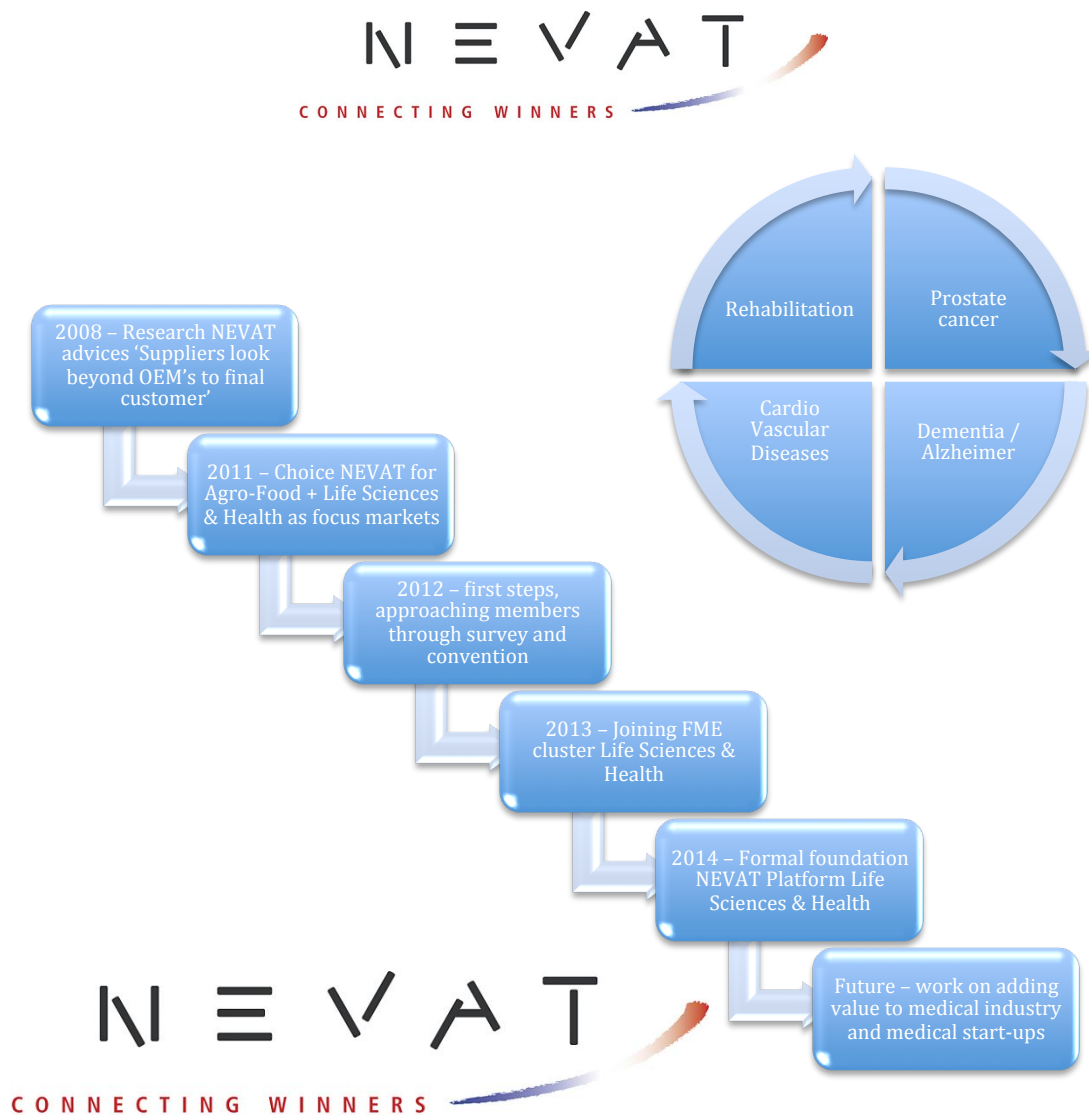 NEVAT
CONNECTING WINNERS
Rehabilitation
Prostate
cancer
Cardio
Vascular
Diseases
Dementia /
Alzheimer
2008 – Research NEVAT
advices ‘Suppliers look
beyond OEM’s to final
customer’
2011 – Choice NEVAT for
Agro-Food + Life Sciences
& Health as focus markets
2012 – first steps,
approaching members
through survey and
convention
2013 – Joining FME
cluster Life Sciences &
Health
2014 – Formal foundation
NEVAT Platform Life
Sciences & Health
Future – work on adding
value to medical industry
and medical start-ups
NEVAT
CONNECTING WINNERS